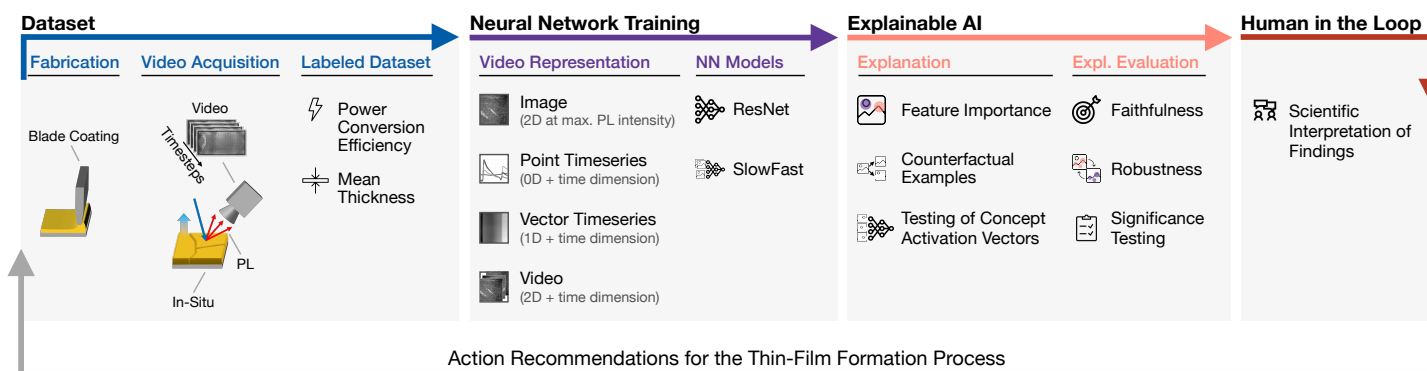 Dataset
Fabrication
Video Acquisition
Labeled Dataset
Blade Coating
Video
Timesteps
PL
In-Situ
Power
Conversion
Efficiency
Mean
Thickness
Neural Network Training
Video Representation
NN Models
Image
(2D at max. PL intensity)
Point Timeseries
(0D + time dimension)
Vector Timeseries
(1D + time dimension)
Video
(2D + time dimension)
ResNet
SlowFast
Explainable AI
Explanation
Expl. Evaluation
Feature Importance
Counterfactual
Examples
Testing of Concept
Activation Vectors
Faithfulness
Robustness
Significance
Testing
Human in the Loop
Scientific
Interpretation of
Findings
Action Recommendations for the Thin-Film Formation Process